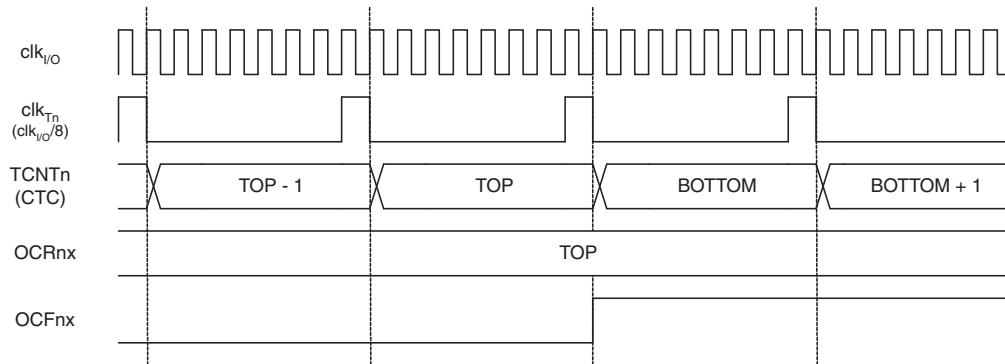 clkI/O
clkTn
(clkI/O/8)
TCNTn
(CTC)
TOP - 1
TOP
BOTTOM
BOTTOM + 1
OCRnx
TOP
OCFnx